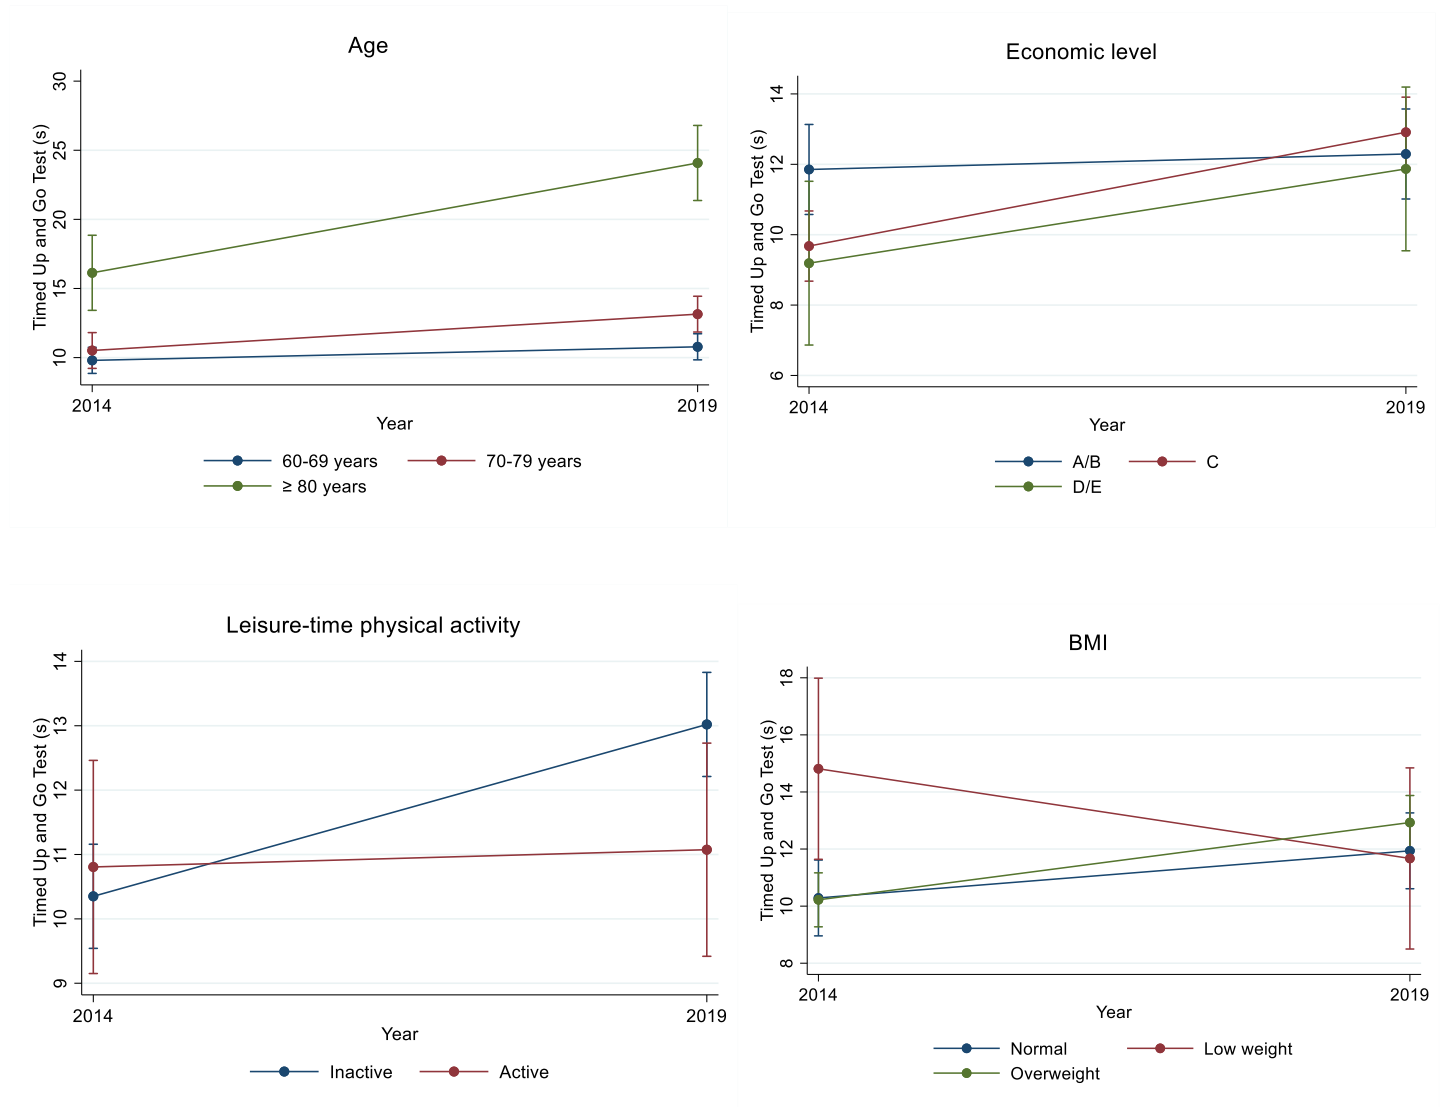 Age
Timed Up and Go Test (s)
30
25
20
15
10
2014
2019
Year
60-69 years
70-79 years
≥ 80 years
Economic level
Timed Up and Go Test (s)
14
12
10
8
6
2014
2019
Year
A/B
C
D/E
Leisure-time physical activity
Timed Up and Go Test (s)
14
13
12
11
10
9
2014
2019
Year
Inactive
Active
BMI
Timed Up and Go Test (s)
18
16
14
12
10
8
2014
2019
Year
Normal
Low weight
Overweight